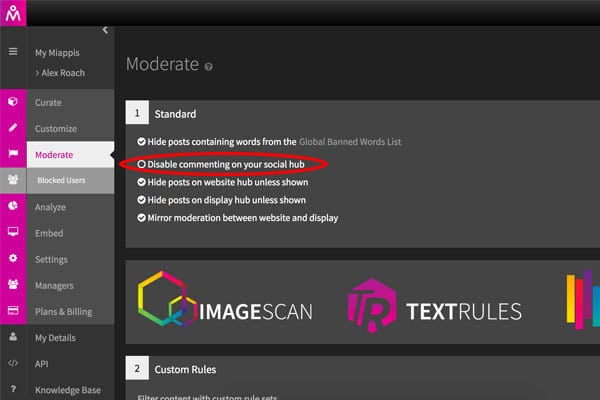 My Miappis
> Alex Roach
Curate
Customize
Moderate
Blocked Users
Analyze
Embed
Settings
Managers
Plans & Billing
My Details
</> API
? Knowledge Base
Moderate ?
1 Standard
Hide posts containing words from the Global Banned Words List
Disable commenting on your social hub
Hide posts on website hub unless shown
Hide posts on display hub unless shown
Mirror moderation between website and display
IMAGESCAN
TR TEXTRULES
2 Custom Rules
Filter content with custom rule sets